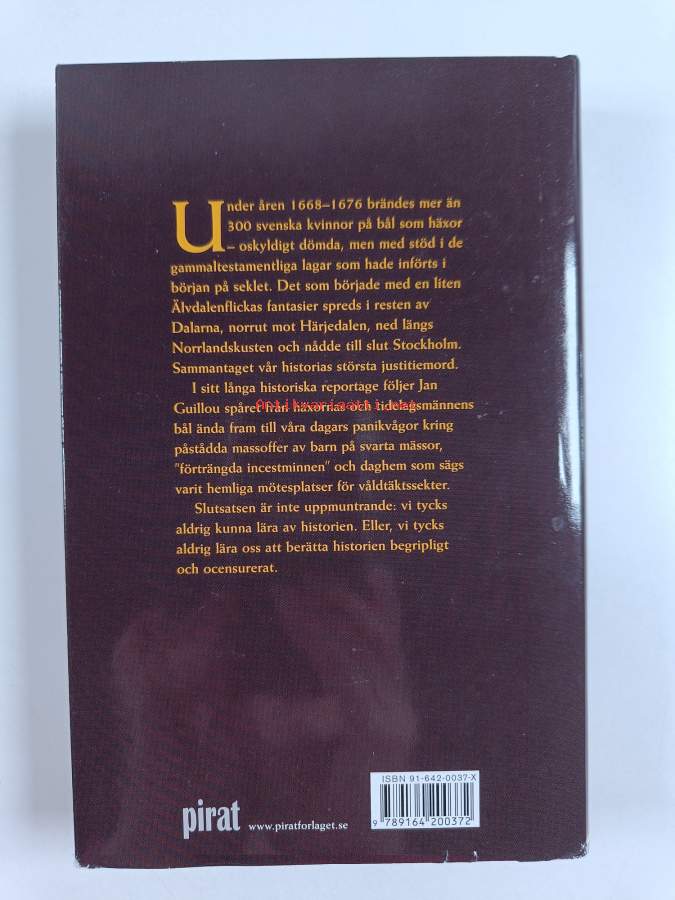 Under åren 1668–1676 brändes mer än
300 svenska kvinnor på bål som häxor
– oskyldigt dömda, men med stöd i de
gammaltestamentliga lagar som hade införts i
början på seklet. Det som började med en liten
Älvdalenflickas fantasier spreds i resten av
Dalarna, norrut mot Härjedalen, ned längs
Norrlandskusten och nådde till slut Stockholm.
Sammantaget vår historias största justitiemord.
I sitt långa historiska reportage följer Jan
Guillou spåret från häxornas och tidelagsmännens
bål ända fram till våra dagars panikvågor kring
påstådda massoffer av barn på svarta mässor,
"förträngda incestminnen" och daghem som sägs
varit hemliga mötesplatser för våldtäktssekter.
Slutsatsen är inte uppmuntrande: vi tycks
aldrig kunna lära av historien. Eller, vi tycks
aldrig lära oss att berätta historien begripligt
och ocensurerat.
ISBN 91-642-0037-X
9 789164 200372
pirat www.piratforlaget.se